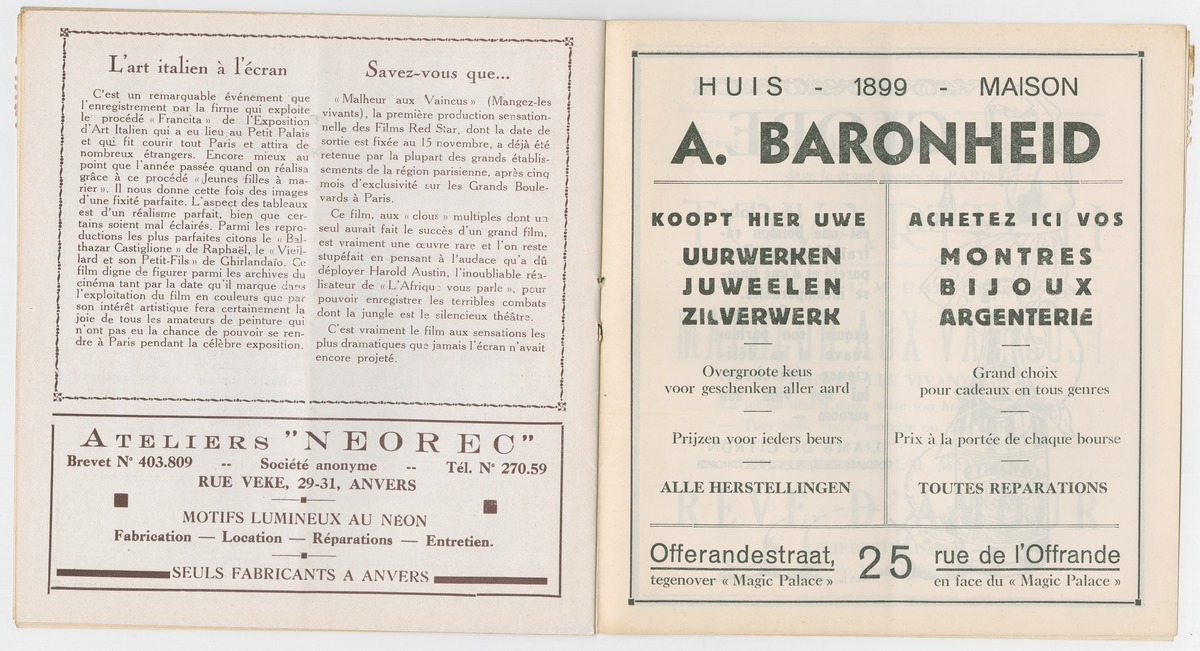 L'art italien à l'écran
C'est un remarquable événement que
l'enregistrement par la firme qui exploite
le procédé « Francita » de l'Exposition
d'Art Italien qui a eu lieu au Petit Palais
et qui fit courir tout Paris et attira de
nombreux étrangers. Encore mieux au
point que l'année passée quand on réalisa
grâce à ce procédé « Jeunes filles à ma-
rier ». Il nous donne cette fois des images
d'une fixité parfaite. L'aspect des tableaux
est d'un réalisme parfait, bien que cer-
tains soient mal éclairés. Parmi les repro-
ductions les plus parfaites citons le « Bal-
thazar Castiglione » de Raphaël, le « Vieil-
lard et son Petit-Fils » de Ghirlandaïo. Ce
film digne de figurer parmi les archives du
cinéma tant par la date qu'il marque dans
l'exploitation du film en couleurs que par
son intérêt artistique fera certainement la
joie de tous les amateurs de peinture qui
n'ont pas eu la chance de pouvoir se ren-
dre à Paris pendant la célèbre exposition.
Savez-vous que...
« Malheur aux Vaincus » (Mangez-les
vivants), la première production sensation-
nelle des Films Red Star, dont la date de
sortie est fixée au 15 novembre, a déjà été
retenue par la plupart des grands établis-
sements de la région parisienne, après cinq
mois d'exclusivité sur les Grands Boule-
vards à Paris.
Ce film, aux « clous » multiples dont un
seul aurait fait le succès d'un grand film,
est vraiment une œuvre rare et l'on reste
stupéfait en pensant à l'audace qu'a dû
déployer Harold Austin, l'inoubliable réa-
lisateur de « L'Afrique vous parle », pour
pouvoir enregistrer les terribles combats
dont la jungle est le silencieux théâtre.
C'est vraiment le film aux sensations les
plus dramatiques que jamais l'écran n'avait
encore projeté.
ATELIERS "NEOREC"
Brevet N° 403.809 -- Société anonyme -- Tél. N° 270.59
RUE VEKE, 29-31, ANVERS
MOTIFS LUMINEUX AU NÉON
Fabrication — Location — Réparations — Entretien.
SEULS FABRICANTS A ANVERS
HUIS - 1899 - MAISON
A. BARONHEID
KOOPT HIER UWE
UURWERKEN
JUWEELEN
ZILVERWERK
Overgroote keus
voor geschenken aller aard
Prijzen voor ieders beurs
ALLE HERSTELLINGEN
ACHETEZ ICI VOS
MONTRES
BIJOUX
ARGENTERIE
Grand choix
pour cadeaux en tous genres
Prix à la portée de chaque bourse
TOUTES REPARATIONS
Offerandestraat, 25 rue de l'Offrande
tegenover « Magic Palace » en face du « Magic Palace »